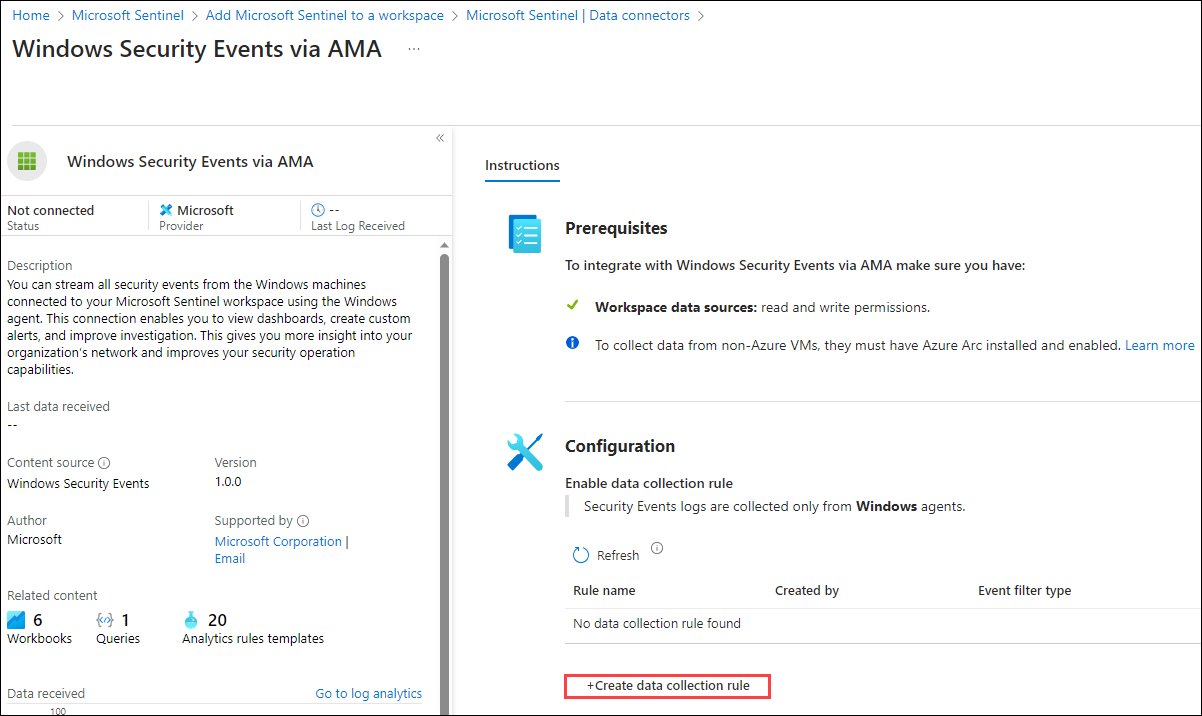 Home > Microsoft Sentinel > Add Microsoft Sentinel to a workspace > Microsoft Sentinel | Data connectors >
Windows Security Events via AMA ...
«
Windows Security Events via AMA
Not connected
Status
Microsoft
Provider
--
Last Log Received
Description
You can stream all security events from the Windows machines
connected to your Microsoft Sentinel workspace using the Windows
agent. This connection enables you to view dashboards, create custom
alerts, and improve investigation. This gives you more insight into your
organization's network and improves your security operation
capabilities.
Last data received
--
Content source
Windows Security Events
Version
1.0.0
Author
Microsoft
Supported by
Microsoft Corporation |
Email
Related content
6
Workbooks
1
Queries
20
Analytics rules templates
Data received
Go to log analytics
100
Instructions
Prerequisites
To integrate with Windows Security Events via AMA make sure you have:
Workspace data sources: read and write permissions.
To collect data from non-Azure VMs, they must have Azure Arc installed and enabled. Learn more
Configuration
Enable data collection rule
Security Events logs are collected only from Windows agents.
Refresh
Rule name Created by Event filter type
No data collection rule found
+Create data collection rule